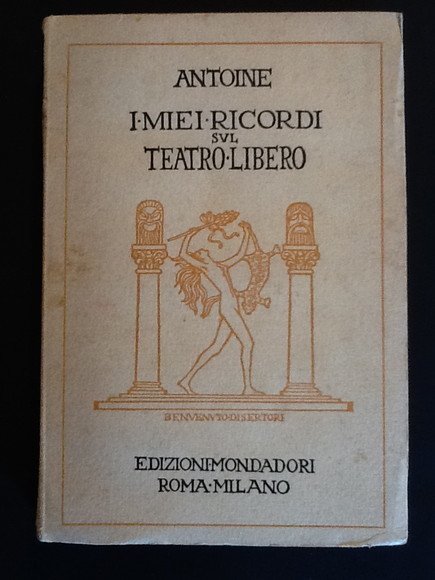 ANTOINE
I·MIEI·RICORDI
SVL
TEATRO·LIBERO
BENVENVTO·DISERTORI
EDIZIONI·MONDADORI
ROMA·MILANO